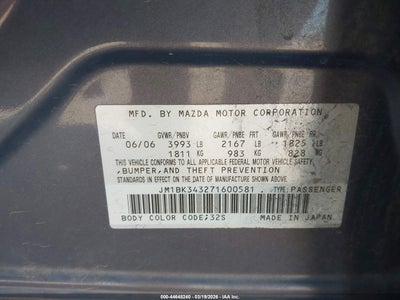 MFD. BY MAZDA MOTOR CORPORATION
GVWR/PNBV GAWR/PNBE FRT GAWR/PNBE RR
06/06 3993 LB 2167 LB 1825 LB
1811 KG 983 KG 828 KG
THIS VEHICLE CONFORMS TO ALL APPLICABLE FEDERAL MOTOR VEHICLE SAFETY,
BUMPER, AND THEFT PREVENTION
STANDARDS IN EFFECT ON THE DATE OF MANUFACTURE SHOWN ABOVE.
JM1BK343271600581 TYPE:PASSENGER
BODY COLOR CODE:32S MADE IN JAPAN
000-44648240 - 03/19/2026 - IAA Inc.